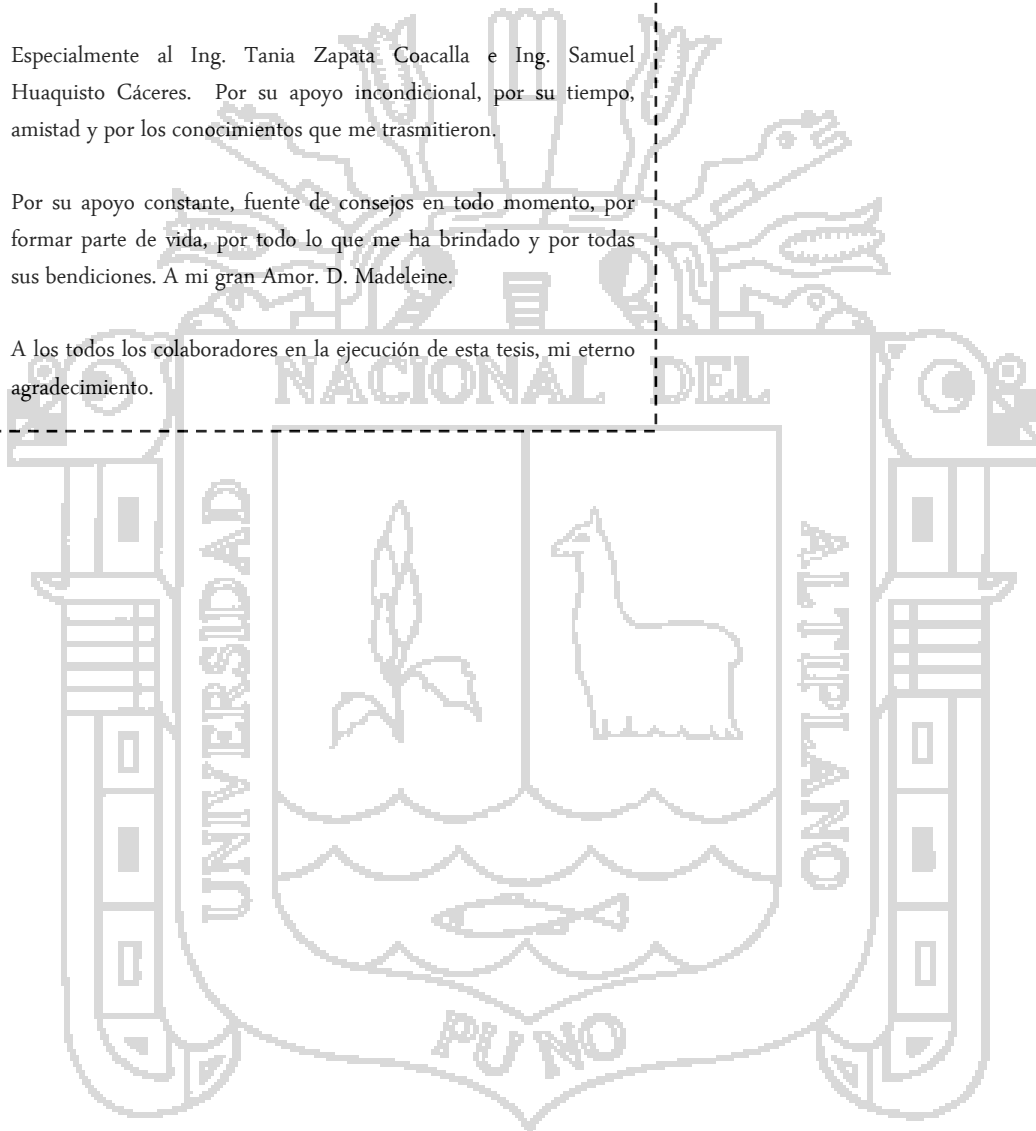 Especialmente al Ing. Tania Zapata Coacalla e Ing. Samuel
Huaquisto Cáceres. Por su apoyo incondicional, por su tiempo,
amistad y por los conocimientos que me trasmitieron.
Por su apoyo constante, fuente de consejos en todo momento, por
formar parte de vida, por todo lo que me ha brindado y por todas
sus bendiciones. A mi gran Amor. D. Madeleine.
A los todos los colaboradores en la ejecución de esta tesis, mi eterno
agradecimiento.
NACIONAL DEL
UNIVERSIDAD
ALTIPLANO
PUNO